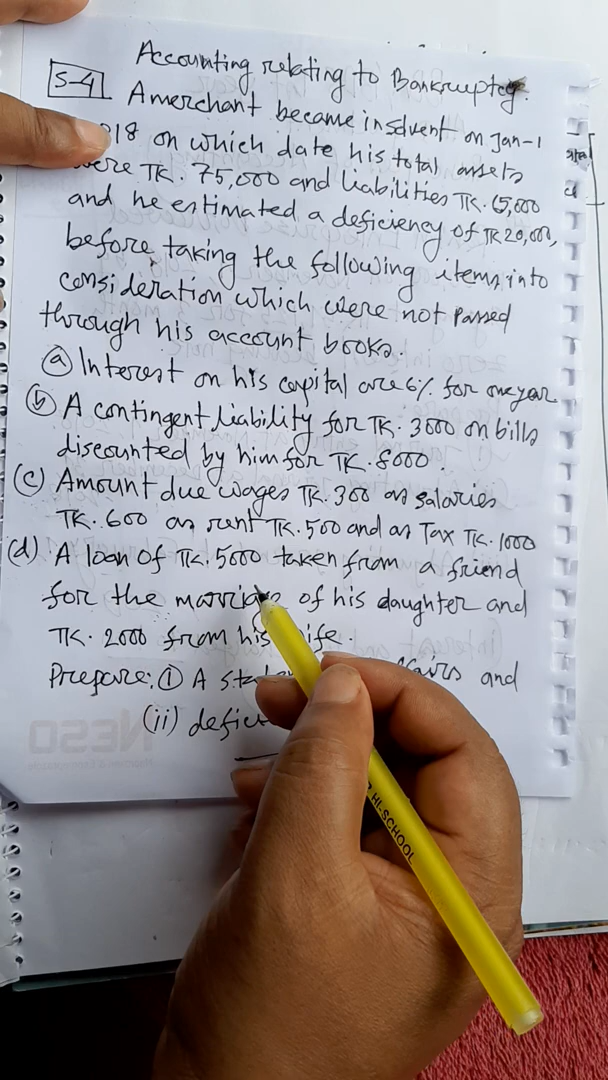 Accounting relating to Bankruptcy.
S-4 A merchant became insolvent on Jan-1
018 on which date his total assets
were TK. 75,000 and liabilities TK. 65,000
and he estimated a deficiency of TK 20,000,
before taking the following items into
consideration which were not passed
through his account books.
(a) Interest on his capital are 6% for one year
(b) A contingent liability for TK. 3000 on bills
discounted by him for TK. 8000.
(c) Amount due wages TK. 300 as salaries
TK. 600 as rent TK. 500 and as Tax TK. 1000
(d) A loan of TK. 5000 taken from a friend
for the marriage of his daughter and
TK. 2000 from his wife.
Prepare: (i) A and
(ii)
NESO
HI-SCHOOL